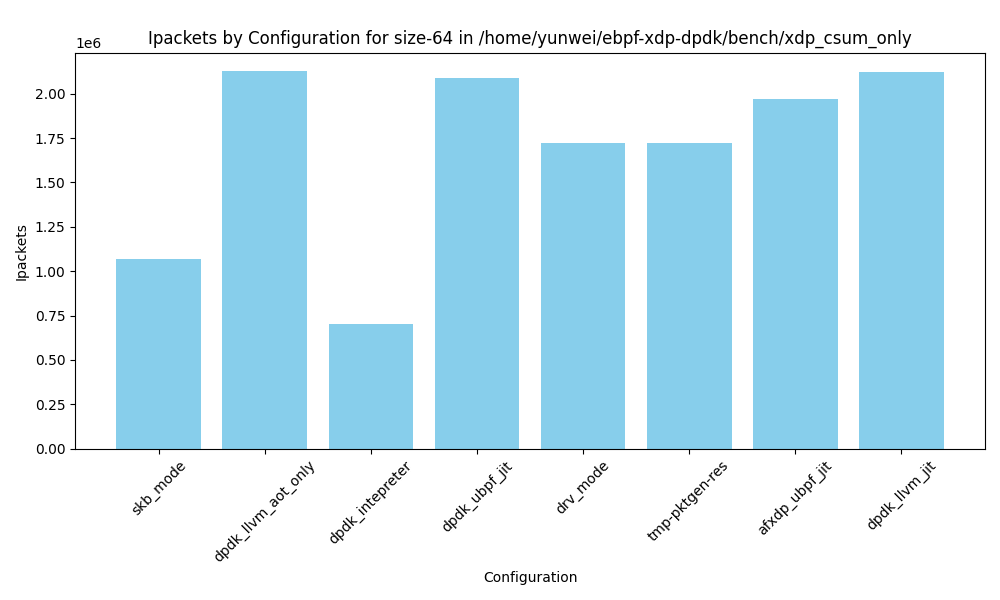 Ipackets by Configuration for size-64 in /home/yunwei/ebpf-xdp-dpdk/bench/xdp_csum_only
1e6
2.00
1.75
1.50
1.25
1.00
0.75
0.50
0.25
0.00
Ipackets
skb_mode
dpdk_llvm_aot_only
dpdk_intepreter
dpdk_ubpf_jit
drv_mode
tmp-pktgen-res
afxdp_ubpf_jit
dpdk_llvm_jit
Configuration